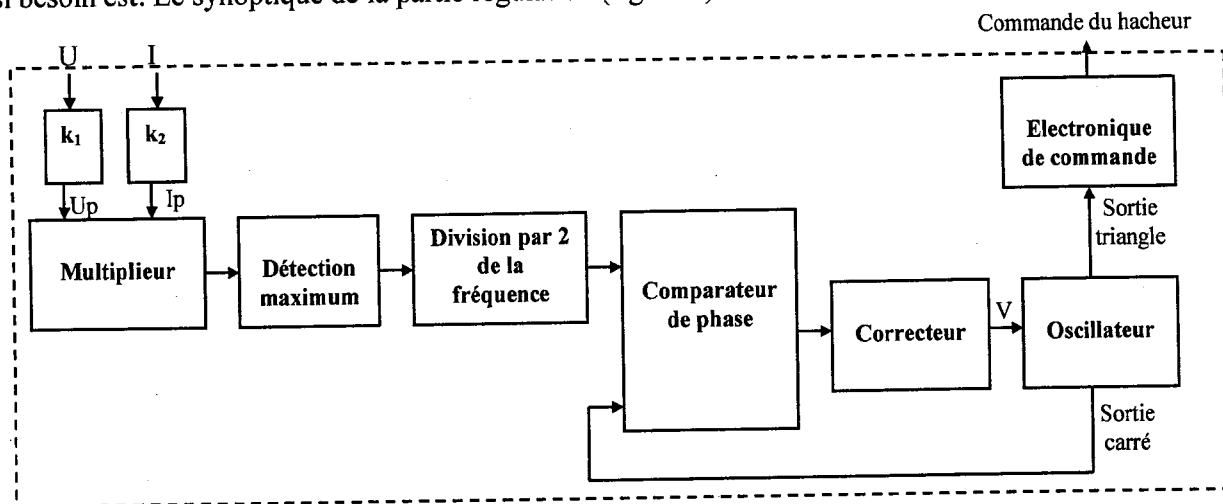 si besoin est. Le synoptique de la partie régulation
Commande du hacheur
U
I
k₁
k₂
Electronique
de commande
Up
Ip
Sortie
triangle
Multiplieur
Détection
maximum
Division par 2
de la
fréquence
Comparateur
de phase
Correcteur
V
Oscillateur
Sortie
carré